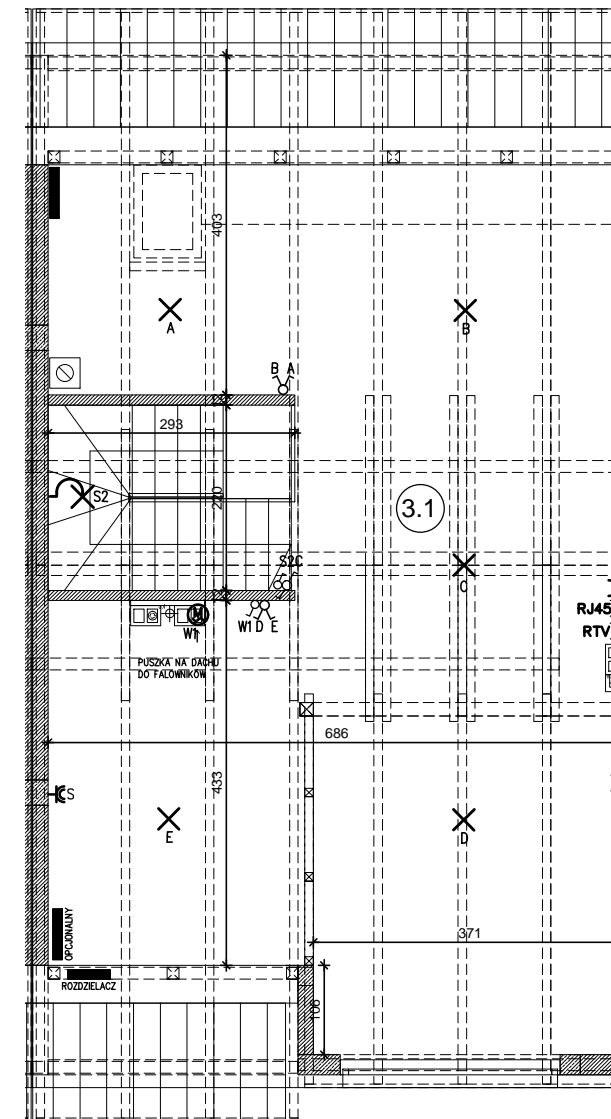 403
A
B
B A
293
S2
220
3.1
S2C
C
RJ45
RTV
W1 D E
W1
M
PUSZKA NA DACHU
DO FALOWNIKÓW
686
433
S
E
D
OPCJONALNY
371
ROZDZIELACZ
106